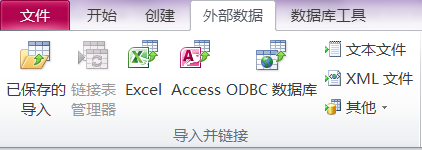 文件 开始 创建 外部数据 数据库工具
已保存的导入
链接表管理器
Excel
Access
ODBC 数据库
文本文件
XML 文件
其他
导入并链接